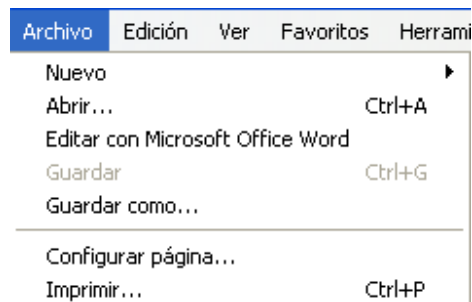 Archivo Edición Ver Favoritos Herrami
Nuevo
Abrir... Ctrl+A
Editar con Microsoft Office Word
Guardar Ctrl+G
Guardar como...
Configurar página...
Imprimir... Ctrl+P